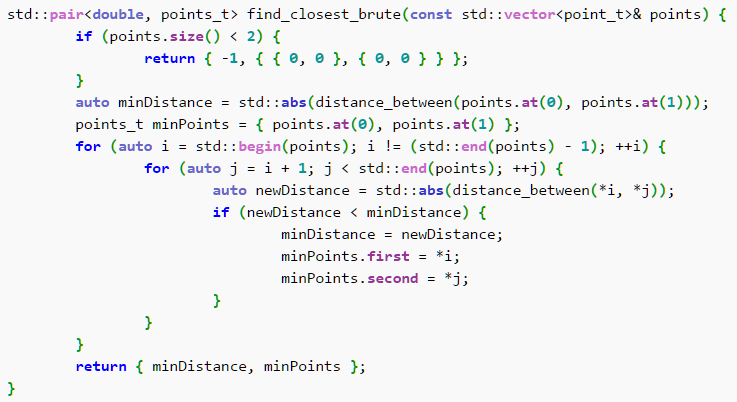 std::pair<double, points_t> find_closest_brute(const std::vector<point_t>& points) {
        if (points.size() < 2) {
                return { -1, { { 0, 0 }, { 0, 0 } } };
        }
        auto minDistance = std::abs(distance_between(points.at(0), points.at(1)));
        points_t minPoints = { points.at(0), points.at(1) };
        for (auto i = std::begin(points); i != (std::end(points) - 1); ++i) {
                for (auto j = i + 1; j < std::end(points); ++j) {
                        auto newDistance = std::abs(distance_between(*i, *j));
                        if (newDistance < minDistance) {
                                minDistance = newDistance;
                                minPoints.first = *i;
                                minPoints.second = *j;
                        }
                }
        }
        return { minDistance, minPoints };
}